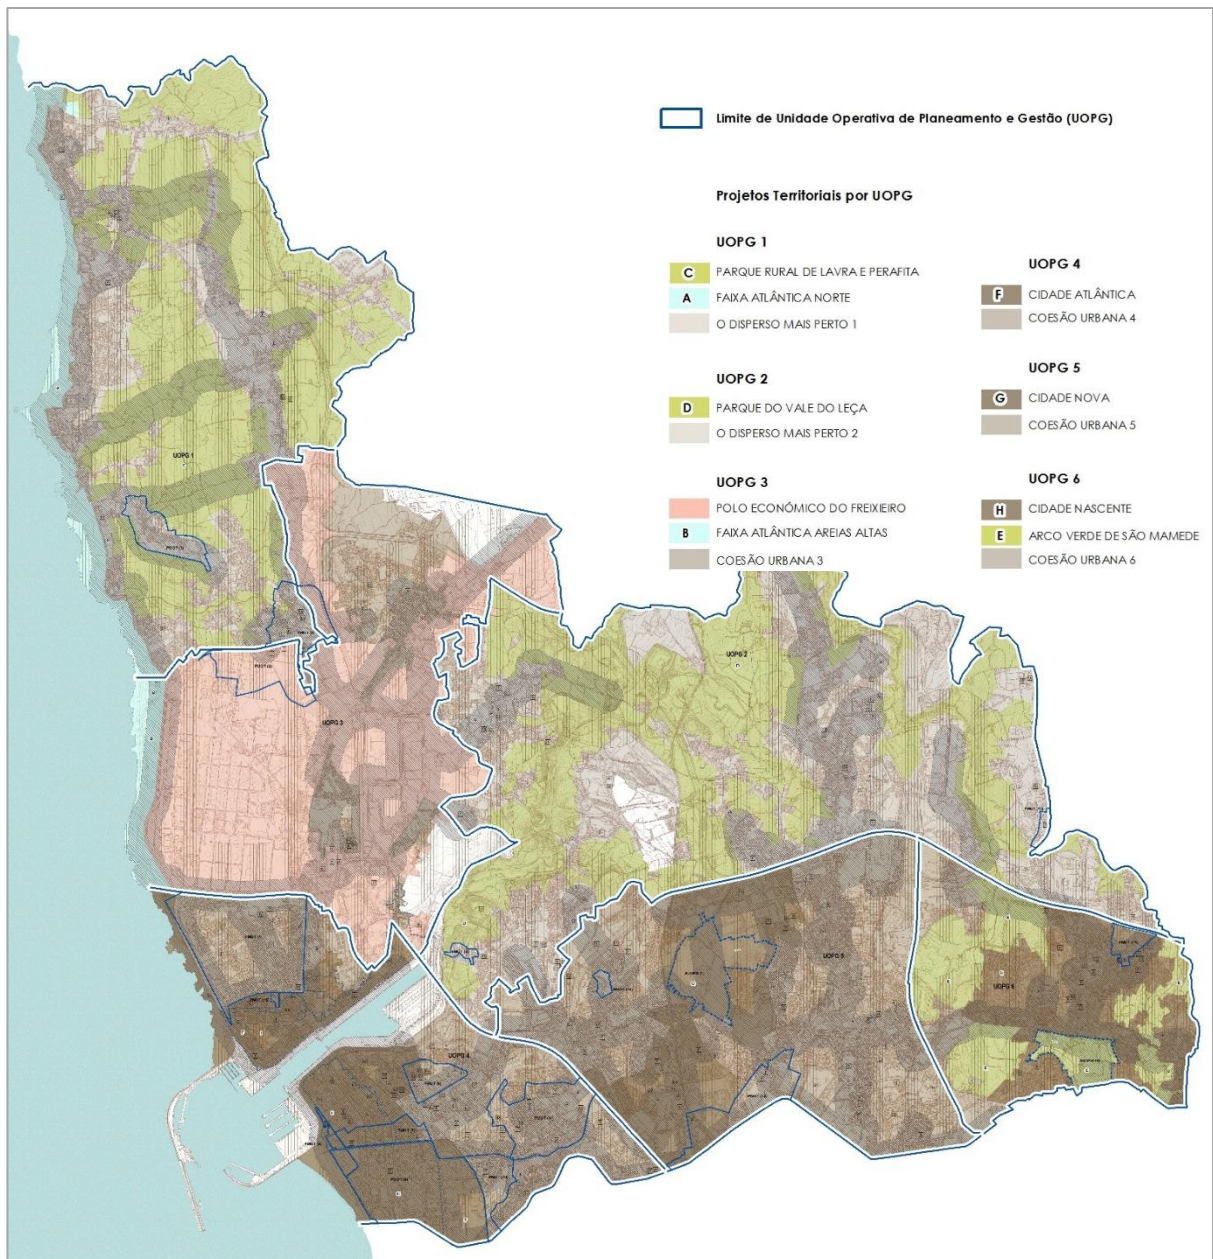 Limite de Unidade Operativa de Planeamento e Gestão (UOPG)
Projetos Territoriais por UOPG
UOPG 1
C PARQUE RURAL DE LAVRA E PERAFITA
A FAIXA ATLÂNTICA NORTE
O DISPERSO MAIS PERTO 1
UOPG 2
D PARQUE DO VALE DO LEÇA
O DISPERSO MAIS PERTO 2
UOPG 3
POLO ECONÓMICO DO FREIXIEIRO
B FAIXA ATLÂNTICA AREIAS ALTAS
COESÃO URBANA 3
UOPG 4
F CIDADE ATLÂNTICA
COESÃO URBANA 4
UOPG 5
G CIDADE NOVA
COESÃO URBANA 5
UOPG 6
H CIDADE NASCENTE
E ARCO VERDE DE SÃO MAMEDE
COESÃO URBANA 6
UOPG 1
UOPG 2
UOPG 3
UOPG 5
UOPG 6
UOPG 4